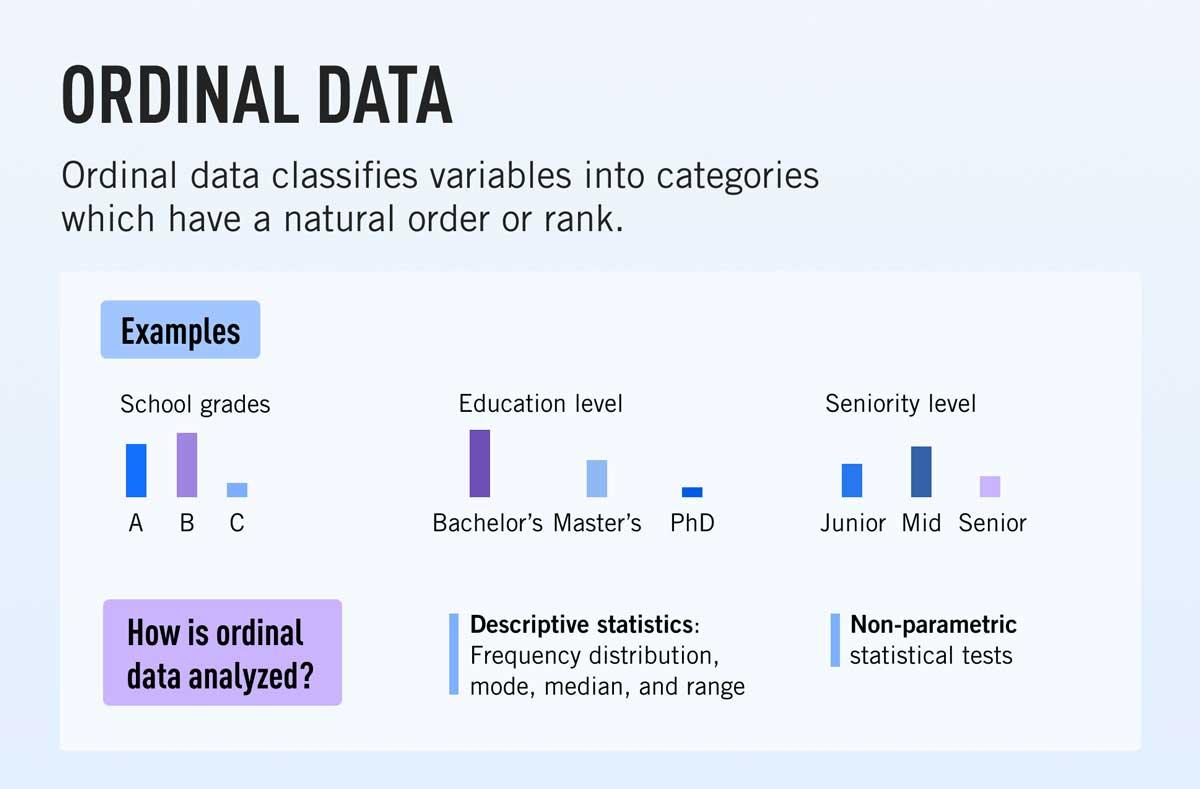 ORDINAL DATA
Ordinal data classifies variables into categories
which have a natural order or rank.
Examples
School grades
A B C
Education level
Bachelor’s Master’s PhD
Seniority level
Junior Mid Senior
How is ordinal
data analyzed?
Descriptive statistics:
Frequency distribution,
mode, median, and range
Non-parametric
statistical tests